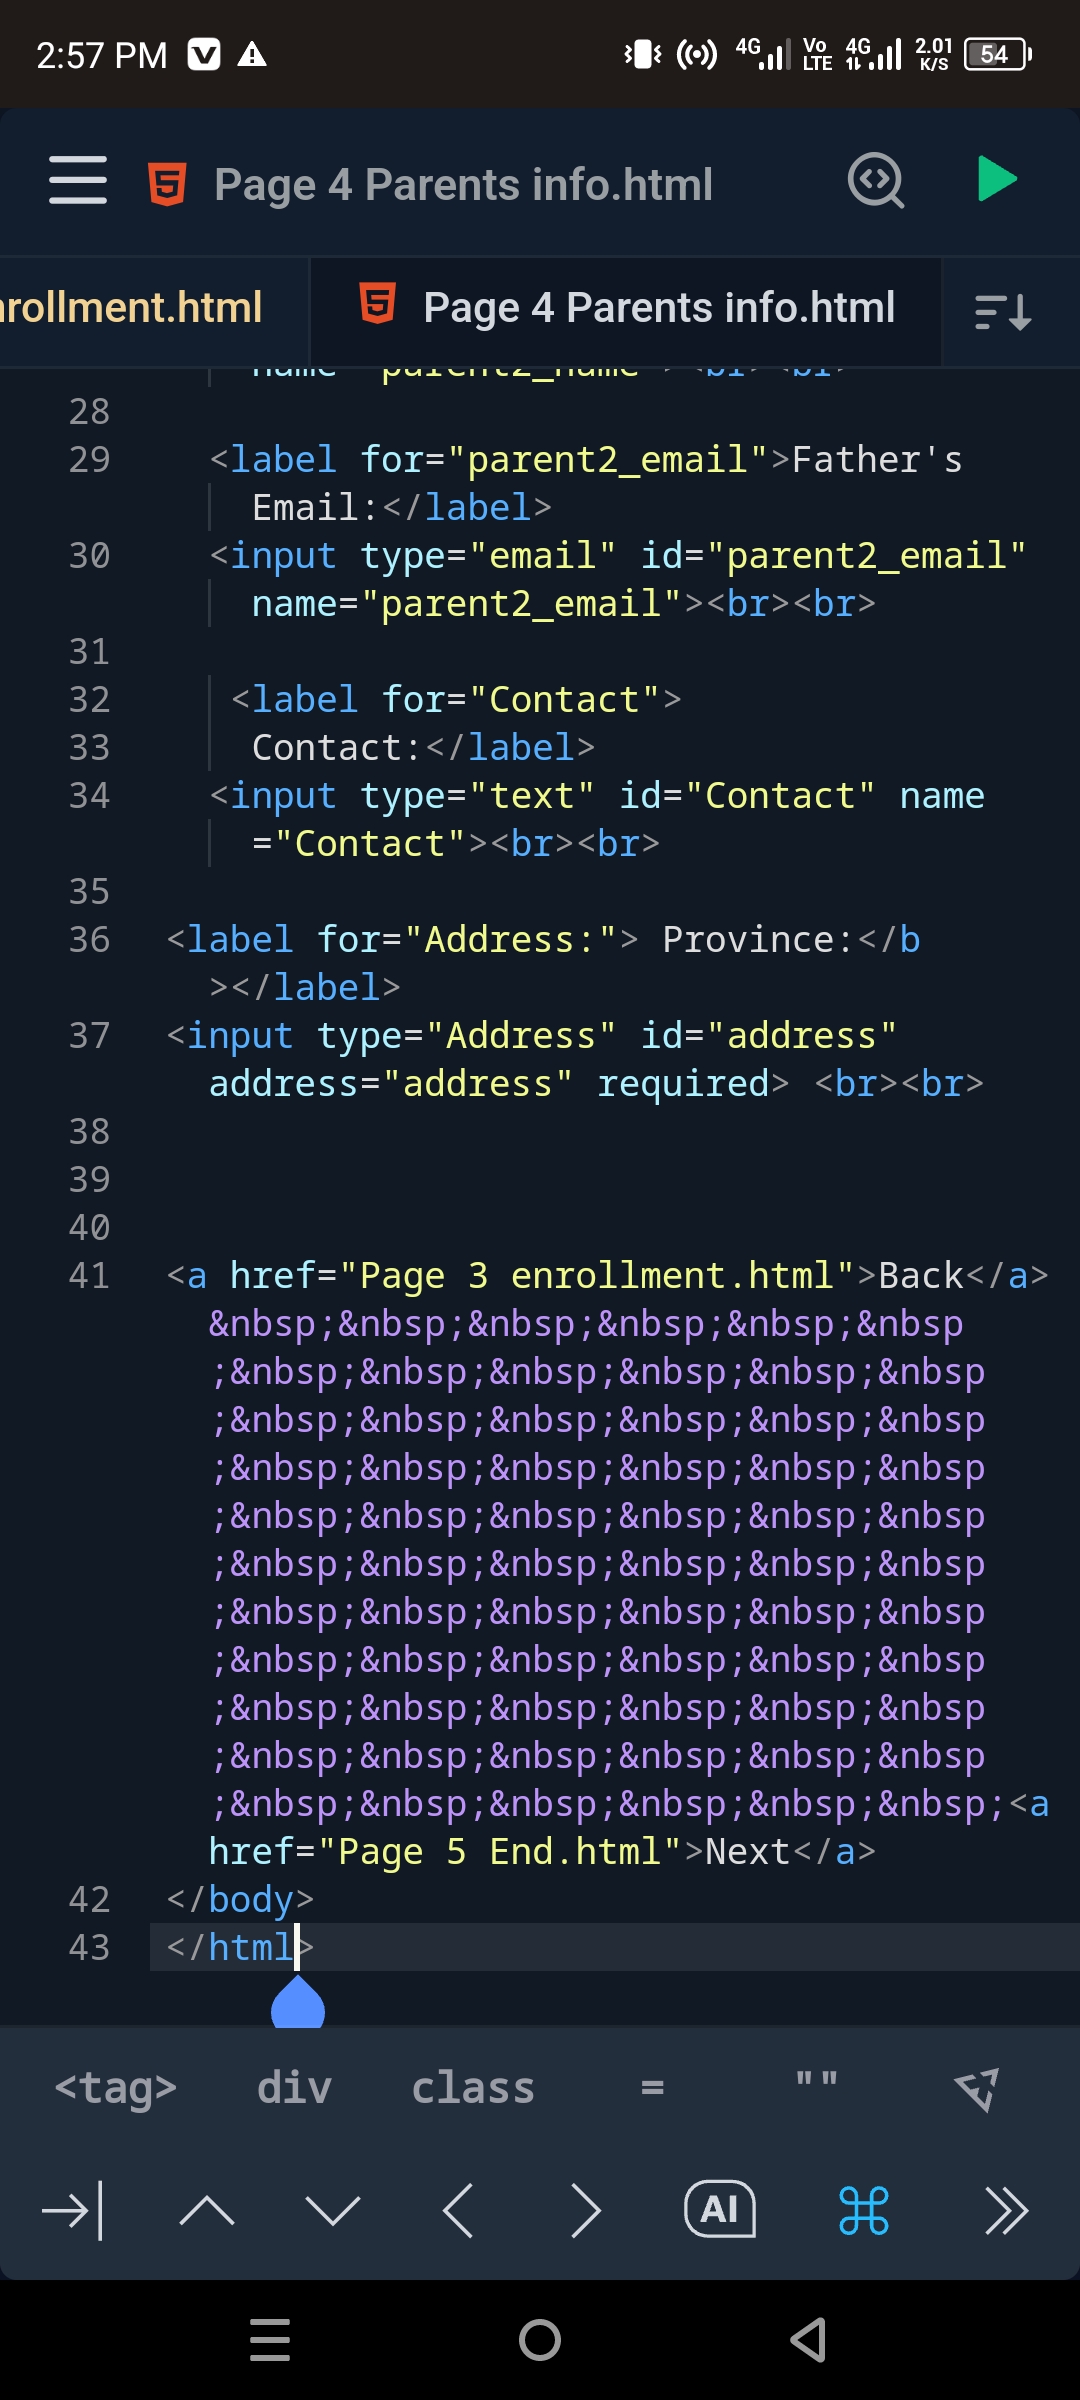 2:57 PM
4G Vo LTE 4G 2.01 K/S 54
Page 4 Parents info.html
rollment.html
Page 4 Parents info.html
name="parent2_name"><br><br>
28
29 <label for="parent2_email">Father's
Email:</label>
30 <input type="email" id="parent2_email"
name="parent2_email"><br><br>
31
32 <label for="Contact">
33 Contact:</label>
34 <input type="text" id="Contact" name
="Contact"><br><br>
35
36 <label for="Address:"> Province:</b
></label>
37 <input type="Address" id="address"
address="address" required> <br><br>
38
39
40
41 <a href="Page 3 enrollment.html">Back</a>
&nbsp;&nbsp;&nbsp;&nbsp;&nbsp;&nbsp
;&nbsp;&nbsp;&nbsp;&nbsp;&nbsp;&nbsp
;&nbsp;&nbsp;&nbsp;&nbsp;&nbsp;&nbsp
;&nbsp;&nbsp;&nbsp;&nbsp;&nbsp;&nbsp
;&nbsp;&nbsp;&nbsp;&nbsp;&nbsp;&nbsp
;&nbsp;&nbsp;&nbsp;&nbsp;&nbsp;&nbsp
;&nbsp;&nbsp;&nbsp;&nbsp;&nbsp;&nbsp
;&nbsp;&nbsp;&nbsp;&nbsp;&nbsp;&nbsp
;&nbsp;&nbsp;&nbsp;&nbsp;&nbsp;&nbsp
;&nbsp;&nbsp;&nbsp;&nbsp;&nbsp;&nbsp
;&nbsp;&nbsp;&nbsp;&nbsp;&nbsp;&nbsp;<a
href="Page 5 End.html">Next</a>
42 </body>
43 </html>
<tag> div class = ""
AI